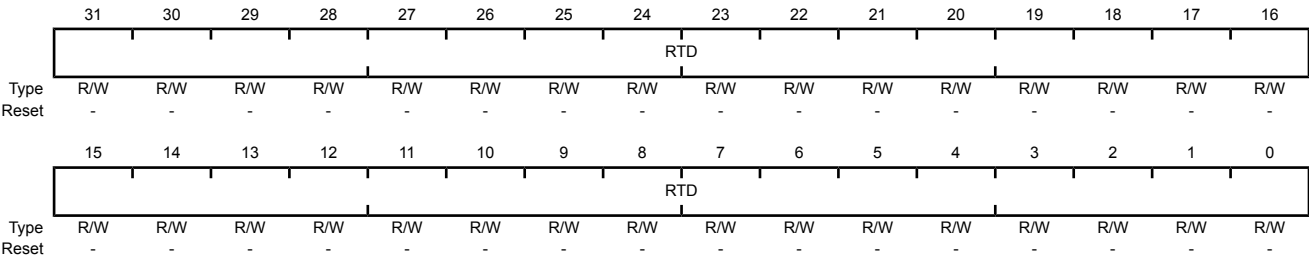 31 30 29 28 27 26 25 24 23 22 21 20 19 18 17 16
RTD
Type R/W R/W R/W R/W R/W R/W R/W R/W R/W R/W R/W R/W R/W R/W R/W R/W
Reset - - - - - - - - - - - - - - - -
15 14 13 12 11 10 9 8 7 6 5 4 3 2 1 0
RTD
Type R/W R/W R/W R/W R/W R/W R/W R/W R/W R/W R/W R/W R/W R/W R/W R/W
Reset - - - - - - - - - - - - - - - -